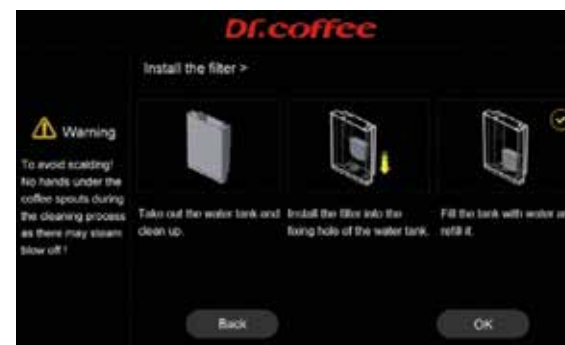 Dr.coffee
Install the filter >
Warning
To avoid scalding!
No hands under the
coffee spouts during
the cleaning process
as there may steam
blow off !
Take out the water tank and
clean up.
Install the filter into the
fixing hole of the water tank.
Fill the tank with water an
refill it.
Back
OK